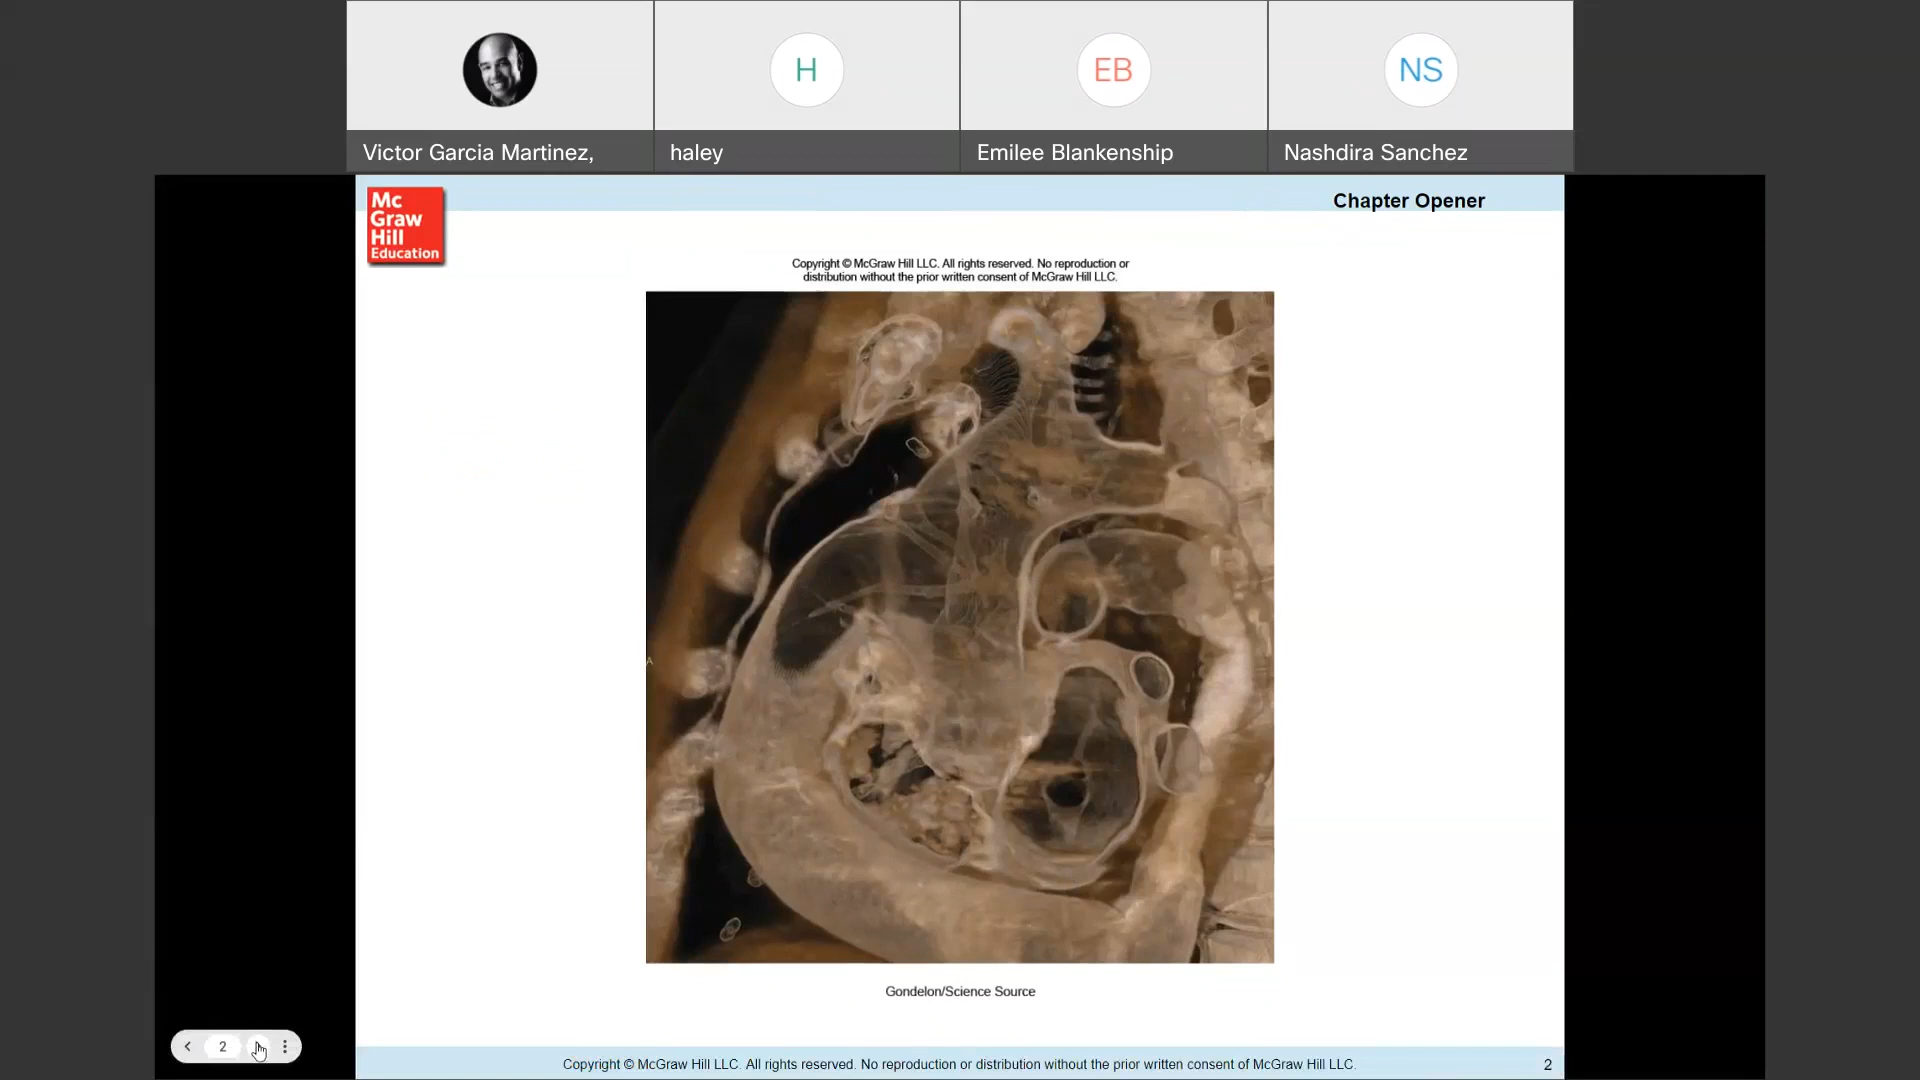 H
EB
NS
Victor Garcia Martinez,
haley
Emilee Blankenship
Nashdira Sanchez
Mc
Graw
Hill
Education
Chapter Opener
Copyright © McGraw Hill LLC. All rights reserved. No reproduction or
distribution without the prior written consent of McGraw Hill LLC.
A
Gondelon/Science Source
2
Copyright © McGraw Hill LLC. All rights reserved. No reproduction or distribution without the prior written consent of McGraw Hill LLC.
2